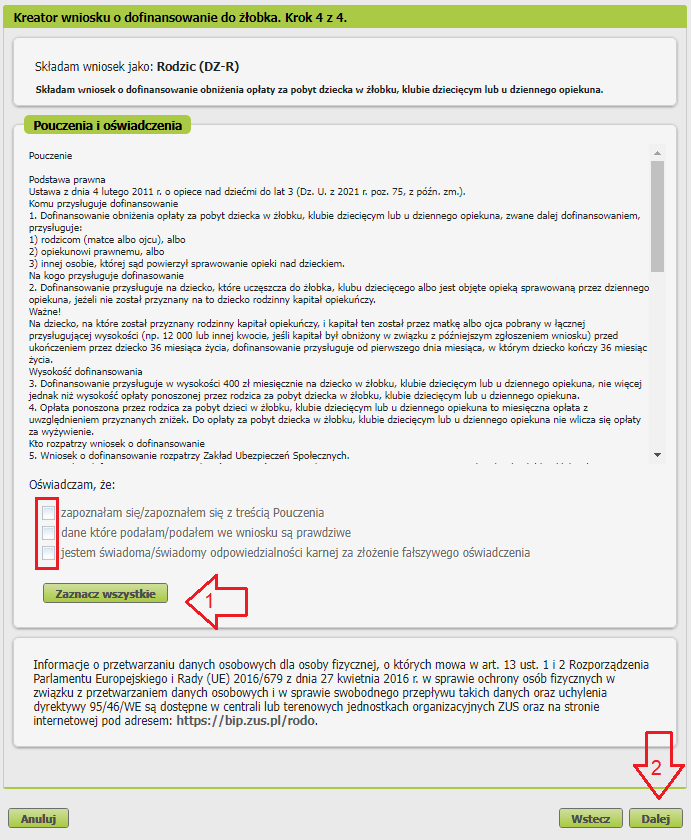 Kreator wniosku o dofinansowanie do żłobka. Krok 4 z 4.
Składam wniosek jako: Rodzic (DZ-R)
Składam wniosek o dofinansowanie obniżenia opłaty za pobyt dziecka w żłobku, klubie dziecięcym lub u dziennego opiekuna.
Pouczenia i oświadczenia
Pouczenie
Podstawa prawna
Ustawa z dnia 4 lutego 2011 r. o opiece nad dziećmi do lat 3 (Dz. U. z 2021 r. poz. 75, z późn. zm.).
Komu przysługuje dofinansowanie
1. Dofinansowanie obniżenia opłaty za pobyt dziecka w żłobku, klubie dziecięcym lub u dziennego opiekuna, zwane dalej dofinansowaniem,
przysługuje:
1) rodzicom (matce albo ojcu), albo
2) opiekunowi prawnemu, albo
3) innej osobie, której sąd powierzył sprawowanie opieki nad dzieckiem.
Na kogo przysługuje dofinasowanie
2. Dofinansowanie przysługuje na dziecko, które uczęszcza do żłobka, klubu dziecięcego albo jest objęte opieką sprawowaną przez dziennego
opiekuna, jeżeli nie został przyznany na to dziecko rodzinny kapitał opiekuńczy.
Ważne!
Na dziecko, na które został przyznany rodzinny kapitał opiekuńczy, i kapitał ten został przez matkę albo ojca pobrany w łącznej
przysługującej wysokości (np. 12 000 lub innej kwocie, jeśli kapitał był obniżony w związku z późniejszym zgłoszeniem wniosku) przed
ukończeniem przez dziecko 36 miesiąca życia, dofinansowanie przysługuje od pierwszego dnia miesiąca, w którym dziecko kończy 36 miesiąc
życia.
Wysokość dofinansowania
3. Dofinansowanie przysługuje w wysokości 400 zł miesięcznie na dziecko w żłobku, klubie dziecięcym lub u dziennego opiekuna, nie więcej
jednak niż wysokość opłaty ponoszonej przez rodzica za pobyt dziecka w żłobku, klubie dziecięcym lub u dziennego opiekuna.
4. Opłata ponoszona przez rodzica za pobyt dzieci w żłobku, klubie dziecięcym lub u dziennego opiekuna to miesięczna opłata z
uwzględnieniem przyznanych zniżek. Do opłaty za pobyt dziecka w żłobku, klubie dziecięcym lub u dziennego opiekuna nie wlicza się opłaty
za wyżywienie.
Kto rozpatrzy wniosek o dofinansowanie
5. Wniosek o dofinansowanie rozpatrzy Zakład Ubezpieczeń Społecznych.
Oświadczam, że:
zapoznałam się/zapoznałem się z treścią Pouczenia
dane które podałam/podałem we wniosku są prawdziwe
jestem świadoma/świadomy odpowiedzialności karnej za złożenie fałszywego oświadczenia
Zaznacz wszystkie
1
Informacje o przetwarzaniu danych osobowych dla osoby fizycznej, o których mowa w art. 13 ust. 1 i 2 Rozporządzenia
Parlamentu Europejskiego i Rady (UE) 2016/679 z dnia 27 kwietnia 2016 r. w sprawie ochrony osób fizycznych w
związku z przetwarzaniem danych osobowych i w sprawie swobodnego przepływu takich danych oraz uchylenia
dyrektywy 95/46/WE są dostępne w centrali lub terenowych jednostkach organizacyjnych ZUS oraz na stronie
internetowej pod adresem: https://bip.zus.pl/rodo.
2
Anuluj
Wstecz
Dalej